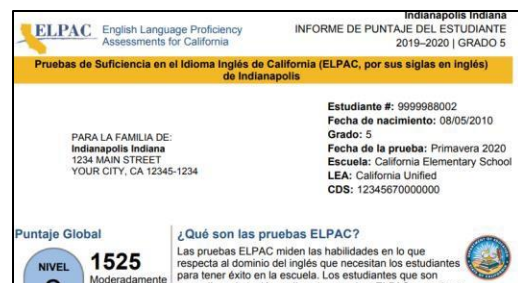 Indianapolis Indiana
ELPAC English Language Proficiency Assessments for California
INFORME DE PUNTAJE DEL ESTUDIANTE
2019–2020 | GRADO 5
Pruebas de Suficiencia en el Idioma Inglés de California (ELPAC, por sus siglas en inglés)
de Indianapolis
Estudiante #: 9999988002
Fecha de nacimiento: 08/05/2010
Grado: 5
Fecha de la prueba: Primavera 2020
Escuela: California Elementary School
LEA: California Unified
CDS: 12345670000000
PARA LA FAMILIA DE:
Indianapolis Indiana
1234 MAIN STREET
YOUR CITY, CA 12345-1234
Puntaje Global
NIVEL
1525
Moderadamente
¿Qué son las pruebas ELPAC?
Las pruebas ELPAC miden las habilidades en lo que
respecta al dominio del inglés que necesitan los estudiantes
para tener éxito en la escuela. Los estudiantes que son